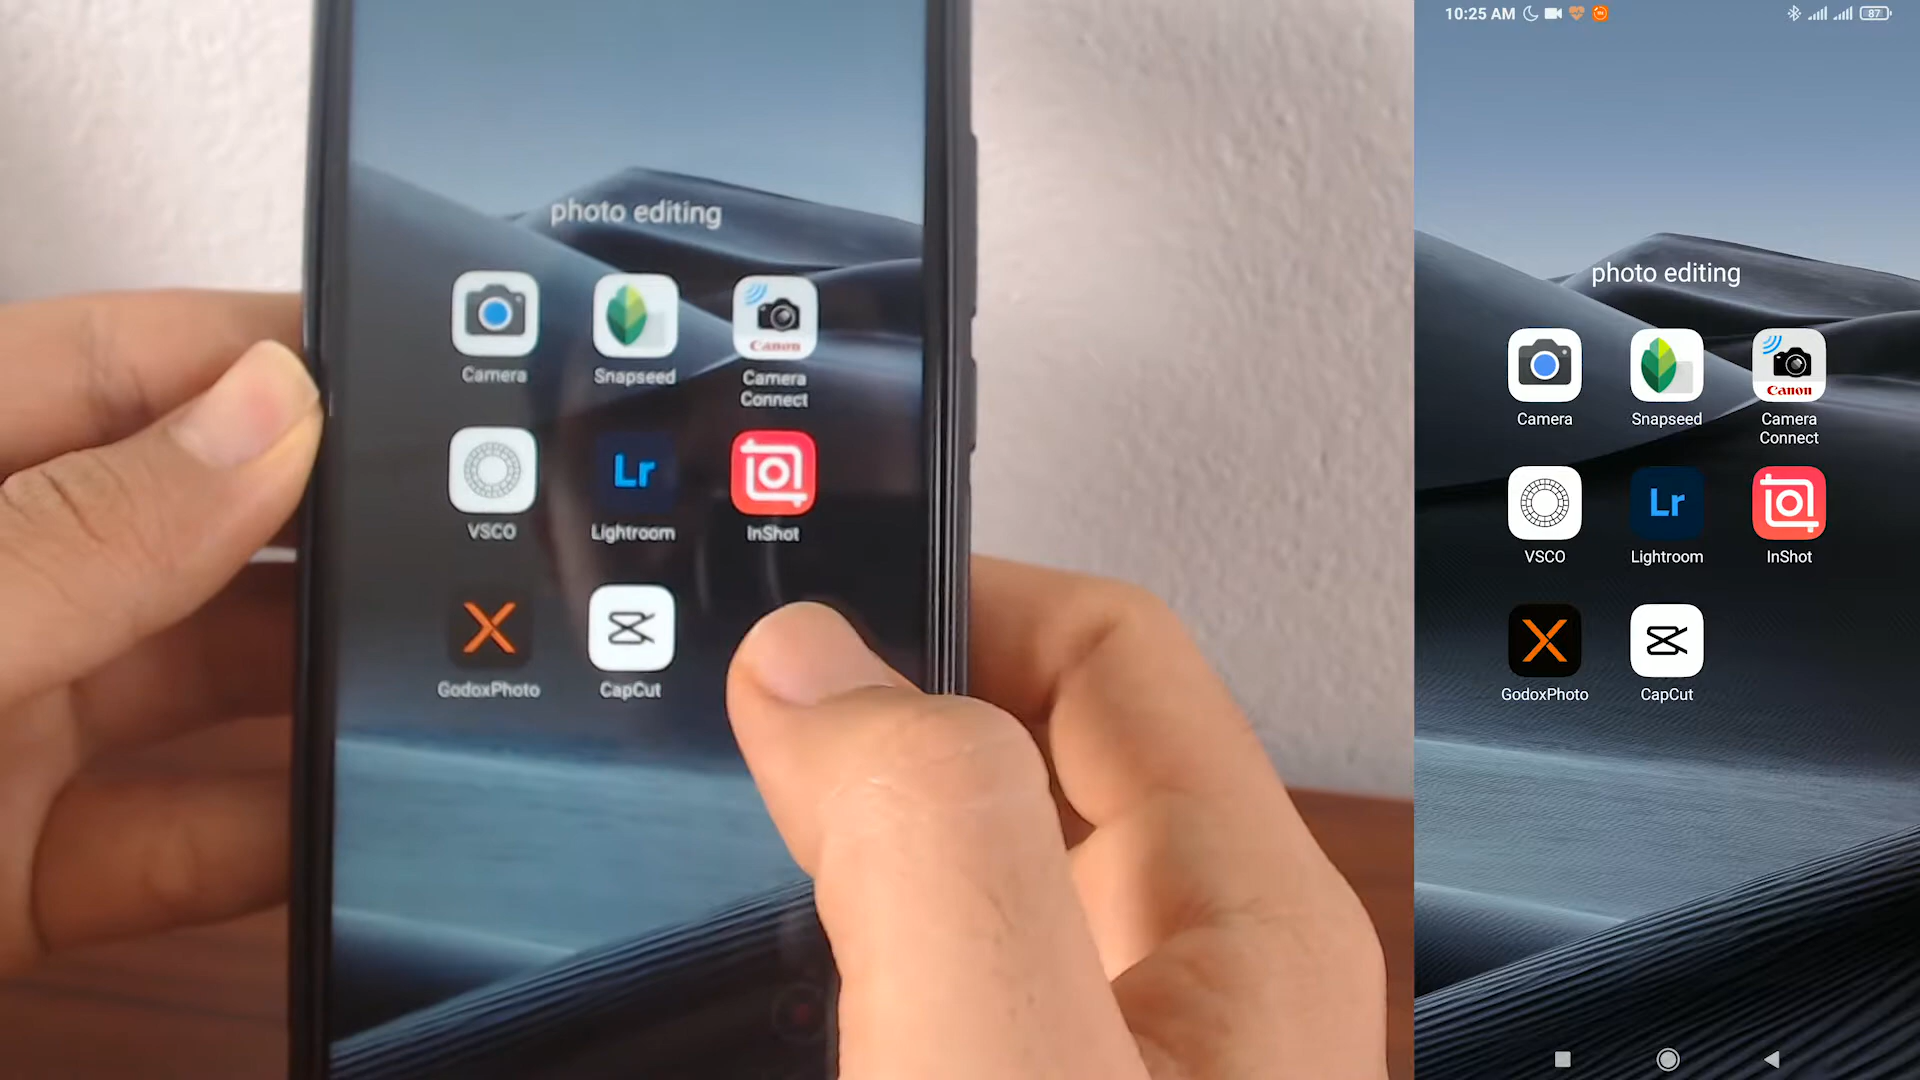 photo editing
Camera
Snapseed
Canon
Camera
Connect
VSCO
Lr
Lightroom
InShot
GodoxPhoto
CapCut
10:25 AM
87
photo editing
Camera
Snapseed
Canon
Camera
Connect
VSCO
Lr
Lightroom
InShot
GodoxPhoto
CapCut